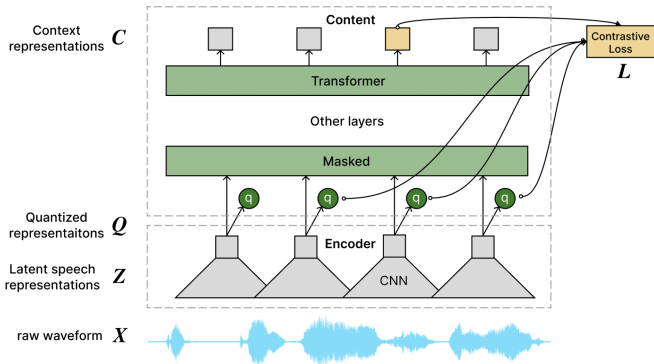 Context
representations C
Content
Contrastive
Loss
L
Transformer
Other layers
Masked
q q q q
Quantized
representaitons Q
Encoder
Latent speech
representations Z
CNN
raw waveform X